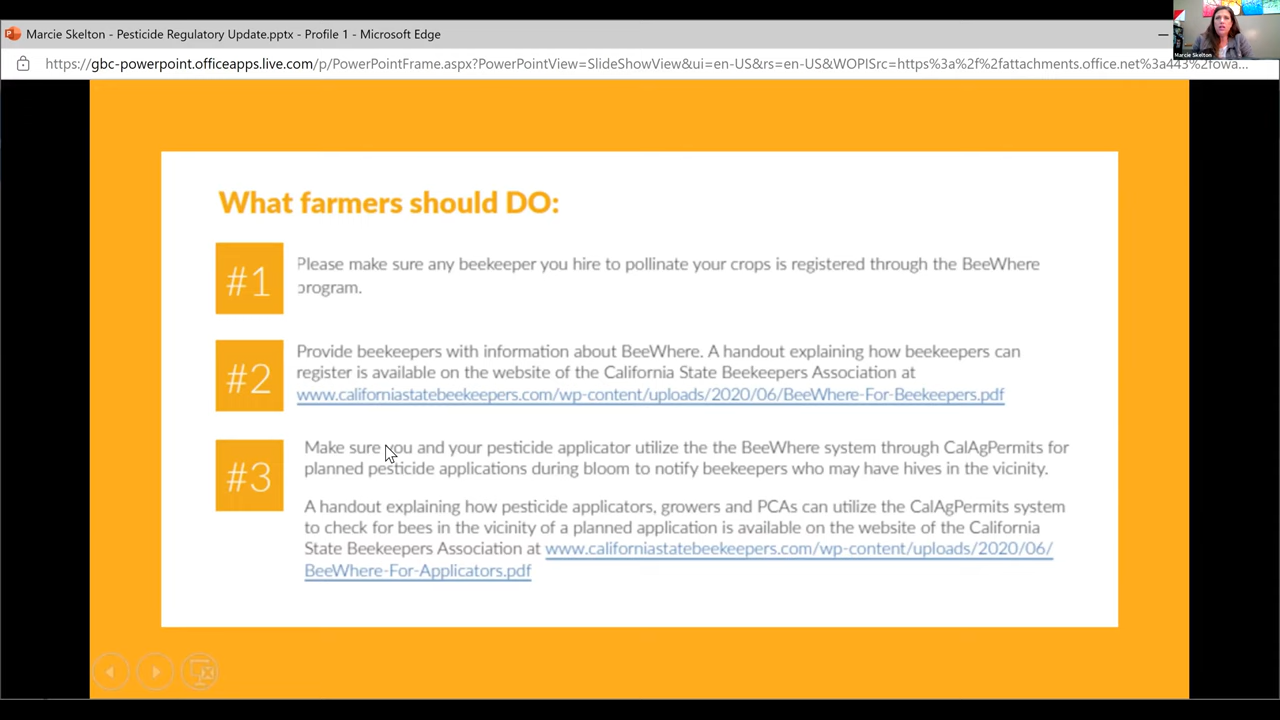 Marcie Skelton - Pesticide Regulatory Update.pptx - Profile 1 - Microsoft Edge
Marcie Skelton
https://gbc-powerpoint.officeapps.live.com/p/PowerPointFrame.aspx?PowerPointView=SlideShowView&ui=en-US&rs=en-US&WOPISrc=https%3a%2f%2fattachments.office.net%3a443%2fowa...
What farmers should DO:
#1
Please make sure any beekeeper you hire to pollinate your crops is registered through the BeeWhere
program.
#2
Provide beekeepers with information about BeeWhere. A handout explaining how beekeepers can
register is available on the website of the California State Beekeepers Association at
www.californiastatebeekeepers.com/wp-content/uploads/2020/06/BeeWhere-For-Beekeepers.pdf
#3
Make sure you and your pesticide applicator utilize the the BeeWhere system through CalAgPermits for
planned pesticide applications during bloom to notify beekeepers who may have hives in the vicinity.
A handout explaining how pesticide applicators, growers and PCAs can utilize the CalAgPermits system
to check for bees in the vicinity of a planned application is available on the website of the California
State Beekeepers Association at www.californiastatebeekeepers.com/wp-content/uploads/2020/06/
BeeWhere-For-Applicators.pdf